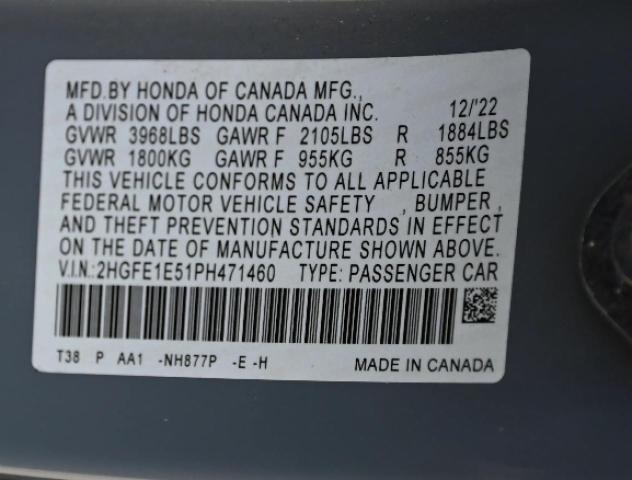 MFD. BY HONDA OF CANADA MFG.,
A DIVISION OF HONDA CANADA INC. 12/'22
GVWR 3968LBS GAWR F 2105LBS R 1884LBS
GVWR 1800KG GAWR F 955KG R 855KG
THIS VEHICLE CONFORMS TO ALL APPLICABLE
FEDERAL MOTOR VEHICLE SAFETY , BUMPER,
AND THEFT PREVENTION STANDARDS IN EFFECT
ON THE DATE OF MANUFACTURE SHOWN ABOVE.
V.I.N.:2HGFE1E51PH471460 TYPE: PASSENGER CAR
T38 P AA1 -NH877P -E -H MADE IN CANADA